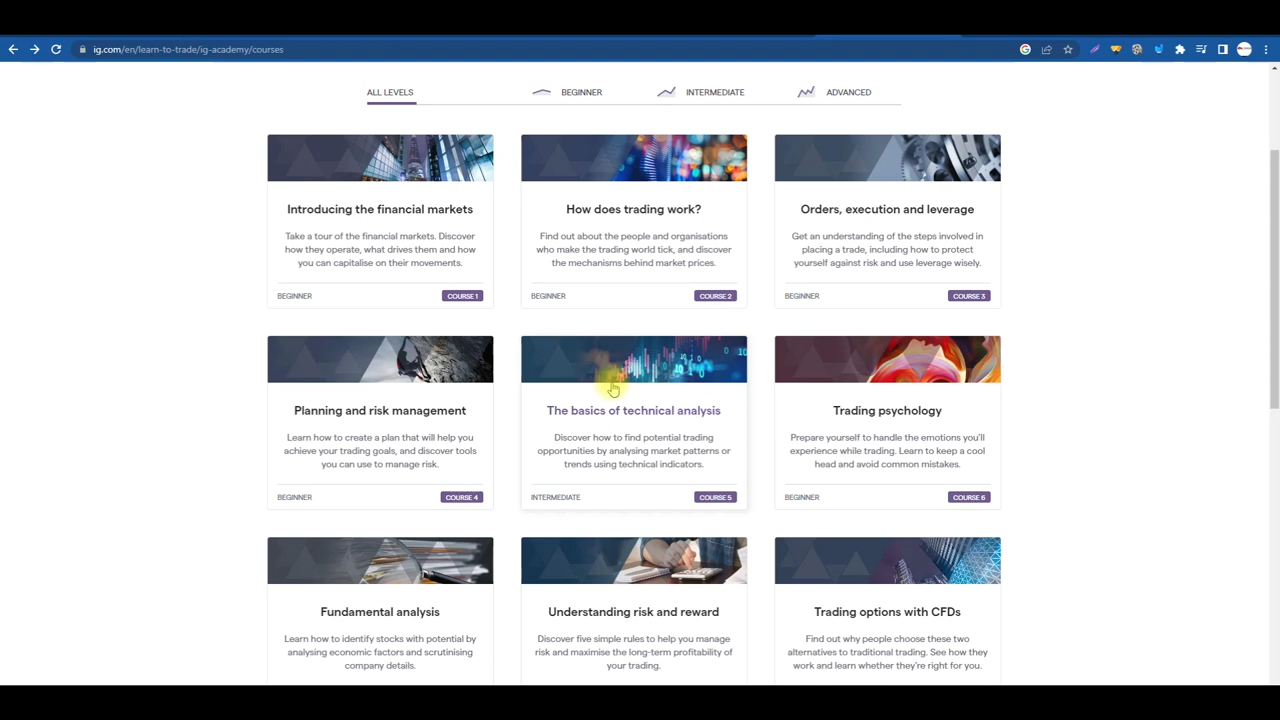 ig.com/en/learn-to-trade/ig-academy/courses
ALL LEVELS BEGINNER INTERMEDIATE ADVANCED
Introducing the financial markets
Take a tour of the financial markets. Discover
how they operate, what drives them and how
you can capitalise on their movements.
BEGINNER COURSE 1
How does trading work?
Find out about the people and organisations
who make the trading world tick, and discover
the mechanisms behind market prices.
BEGINNER COURSE 2
Orders, execution and leverage
Get an understanding of the steps involved in
placing a trade, including how to protect
yourself against risk and use leverage wisely.
BEGINNER COURSE 3
Planning and risk management
Learn how to create a plan that will help you
achieve your trading goals, and discover tools
you can use to manage risk.
BEGINNER COURSE 4
The basics of technical analysis
Discover how to find potential trading
opportunities by analysing market patterns or
trends using technical indicators.
INTERMEDIATE COURSE 5
Trading psychology
Prepare yourself to handle the emotions you'll
experience while trading. Learn to keep a cool
head and avoid common mistakes.
BEGINNER COURSE 6
Fundamental analysis
Learn how to identify stocks with potential by
analysing economic factors and scrutinising
company details.
Understanding risk and reward
Discover five simple rules to help you manage
risk and maximise the long-term profitability of
your trading.
Trading options with CFDs
Find out why people choose these two
alternatives to traditional trading. See how they
work and learn whether they're right for you.